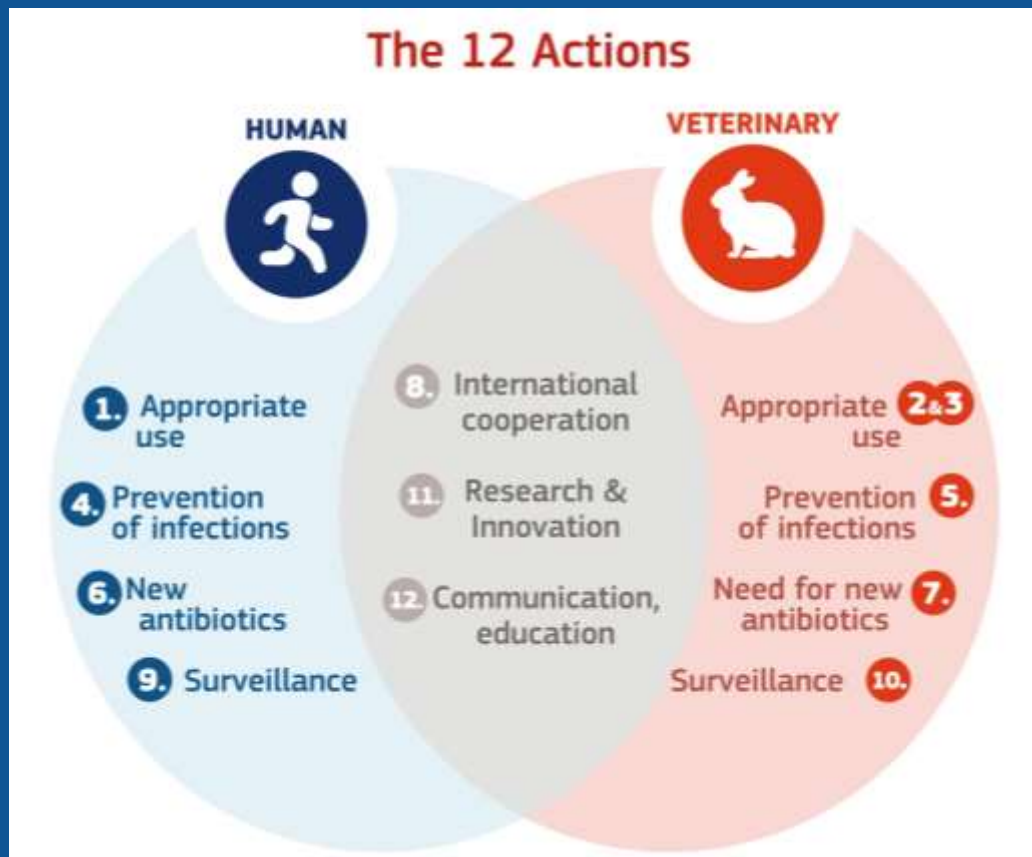 The 12 Actions
HUMAN
VETERINARY
1. Appropriate
use
4. Prevention
of infections
6. New
antibiotics
9. Surveillance
8. International
cooperation
11. Research &
Innovation
12. Communication,
education
Appropriate 2&3
use
Prevention 5.
of infections
Need for new 7.
antibiotics
Surveillance 10.